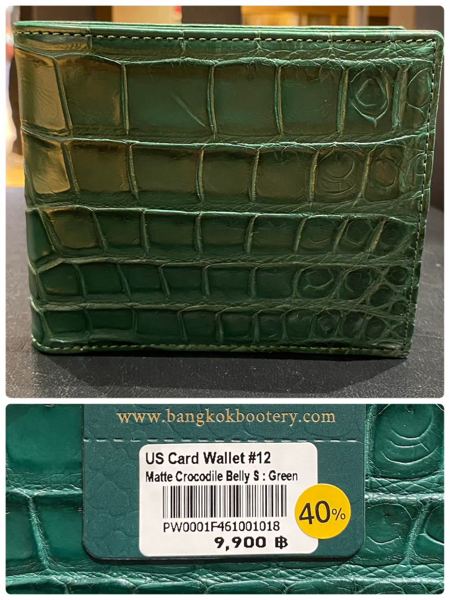 www.bangkokbootery.com
US Card Wallet #12
Matte Crocodile Belly S : Green
PW0001F461001018
9,900 ฿
40%